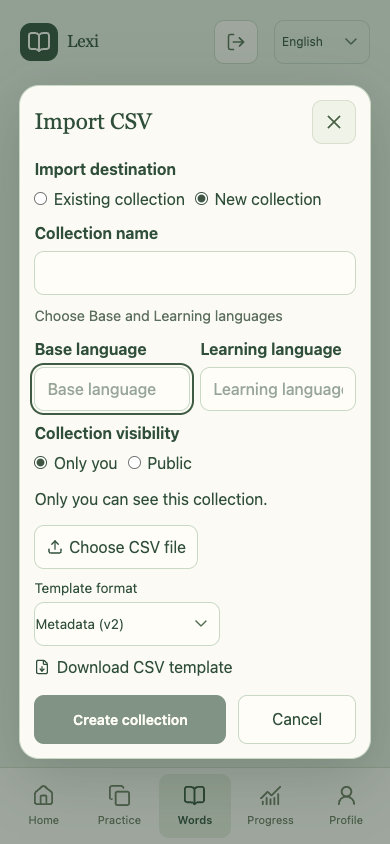 Lexi
English
Import CSV
Import destination
Existing collection New collection
Collection name
Choose Base and Learning languages
Base language Learning language
Base language Learning languag
Collection visibility
Only you Public
Only you can see this collection.
Choose CSV file
Template format
Metadata (v2)
Download CSV template
Create collection Cancel
Home Practice Words Progress Profile